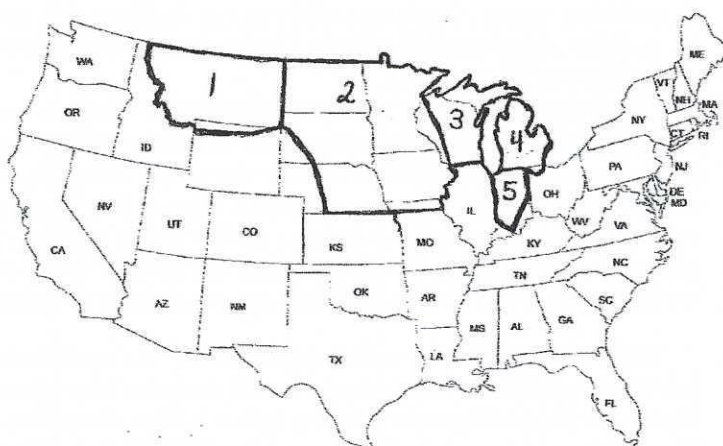 WA
ME
1
2
VT
NH
OR
3
NY
MA
ID
4
CT
RI
PA
NJ
5
OH
NV
IL
DE
MD
UT
CO
WV
VA
CA
KS
MO
KY
NC
TN
OK
AZ
NM
AR
SC
MS
AL
GA
TX
LA
FL